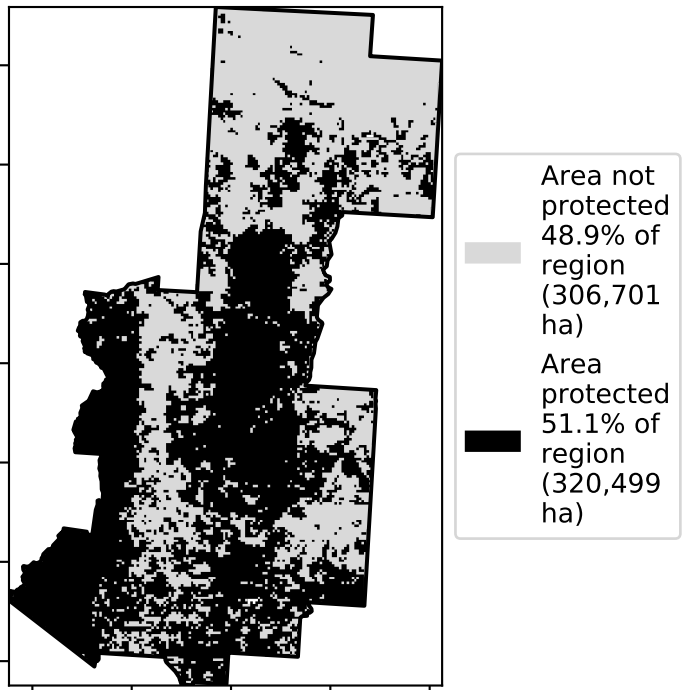 Area not
protected
48.9% of
region
(306,701
ha)
Area
protected
51.1% of
region
(320,499
ha)